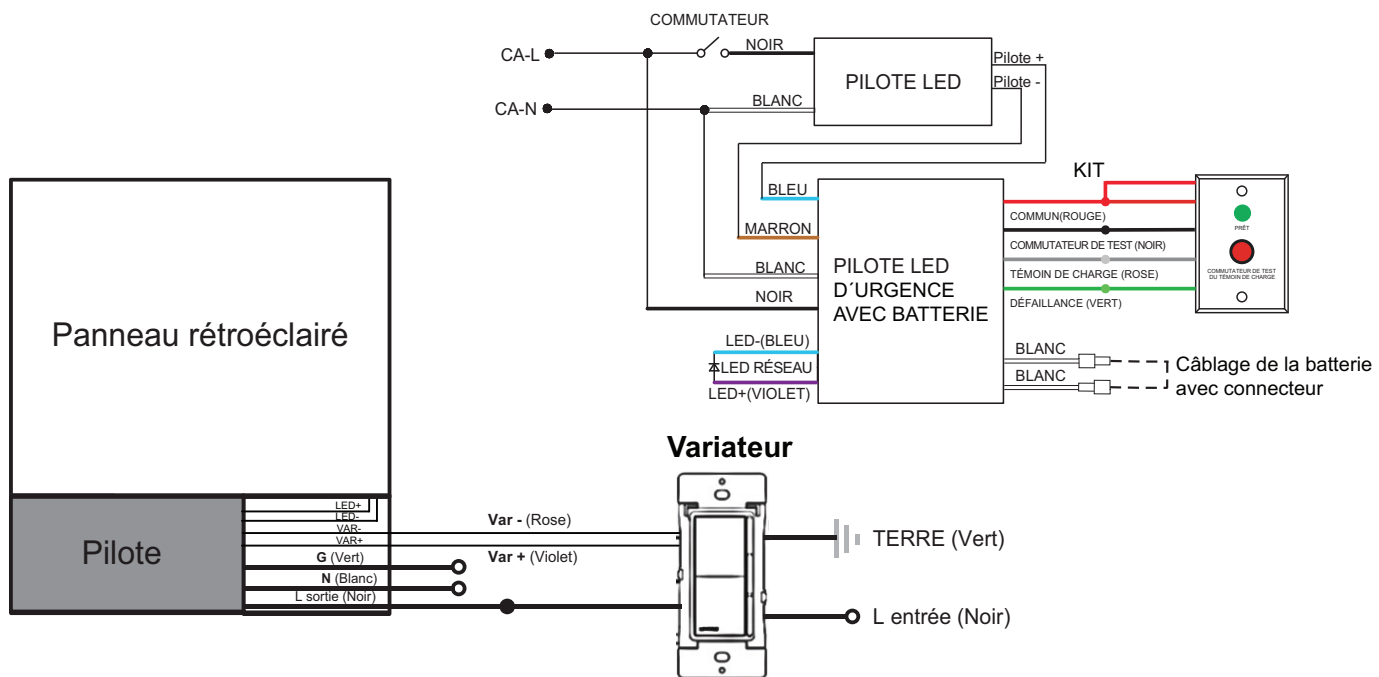 COMMUTATEUR
CA-L
NOIR
PILOTE LED
Pilote +
Pilote -
CA-N
BLANC
KIT
BLEU
MARRON
BLANC
NOIR
PILOTE LED
D´URGENCE
AVEC BATTERIE
COMMUN(ROUGE)
COMMUTATEUR DE TEST (NOIR)
TÉMOIN DE CHARGE (ROSE)
DÉFAILLANCE (VERT)
PRÊT
COMMUTATEUR DE TEST
DU TÉMOIN DE CHARGE
LED-(BLEU)
LED RÉSEAU
LED+(VIOLET)
BLANC
BLANC
Câblage de la batterie
avec connecteur
Panneau rétroéclairé
Variateur
Pilote
LED+
LED-
VAR-
VAR+
G (Vert)
N (Blanc)
L sortie (Noir)
Var - (Rose)
Var + (Violet)
TERRE (Vert)
L entrée (Noir)